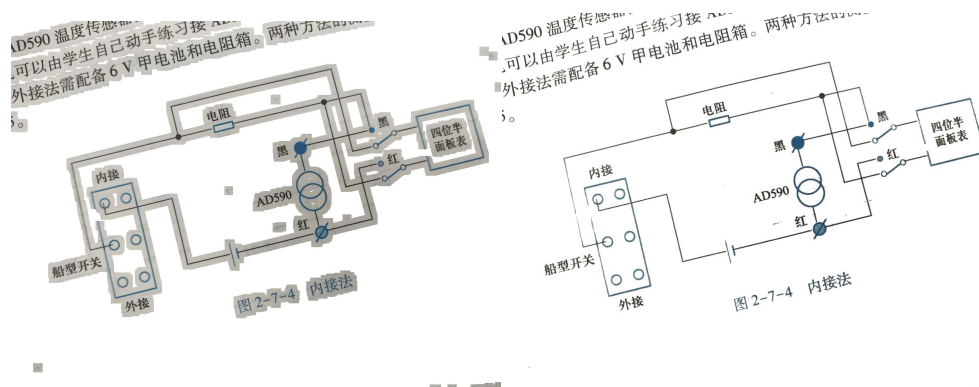 AD590 温度传感器
可以由学生自己动手练习接
外接法需配备 6 V 甲电池和电阻箱。两种方法的
。
电阻
黑
黑
四位半
面板表
红
内接
AD590
红
船型开关
外接
图 2-7-4 内接法
AD590 温度传感器
可以由学生自己动手练习接
外接法需配备 6 V 甲电池和电阻箱。两种方法的
。
电阻
黑
黑
四位半
面板表
红
内接
AD590
红
船型开关
外接
图 2-7-4 内接法